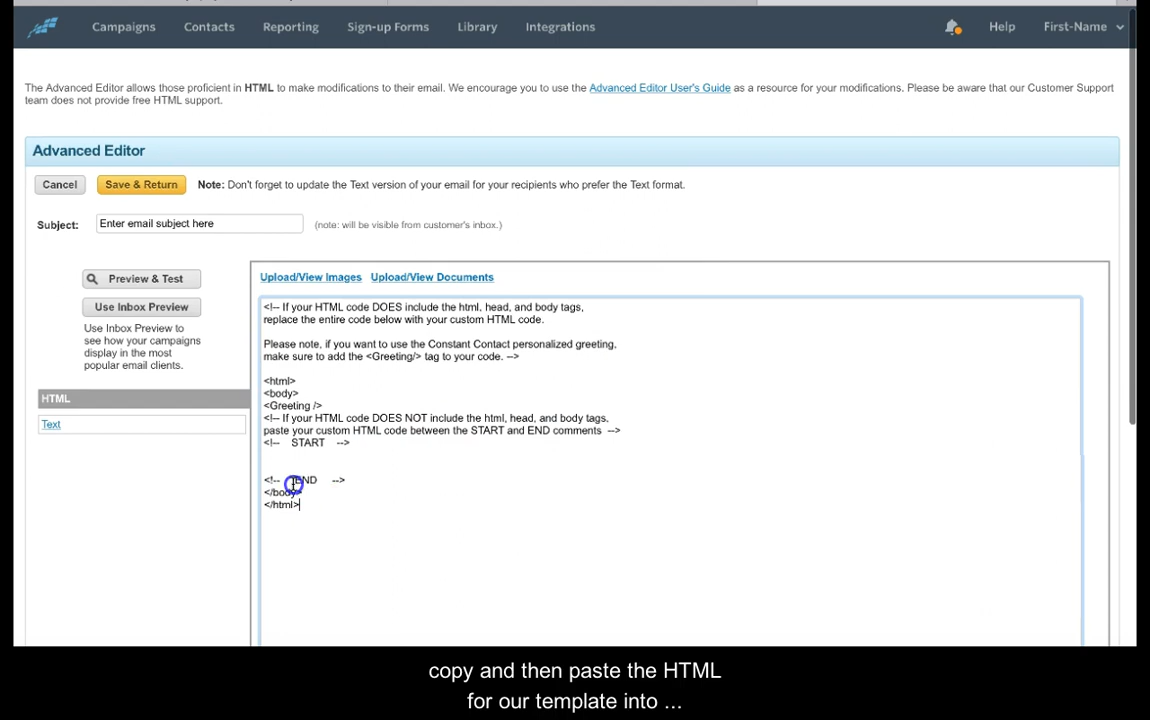 Campaigns Contacts Reporting Sign-up Forms Library Integrations Help First-Name
The Advanced Editor allows those proficient in HTML to make modifications to their email. We encourage you to use the Advanced Editor User's Guide as a resource for your modifications. Please be aware that our Customer Support
team does not provide free HTML support.
Advanced Editor
Cancel Save & Return Note: Don't forget to update the Text version of your email for your recipients who prefer the Text format.
Subject: Enter email subject here (note: will be visible from customer's inbox.)
Upload/View Images Upload/View Documents
Preview & Test
Use Inbox Preview
Use Inbox Preview to
see how your campaigns
display in the most
popular email clients.
HTML
Text
<!-- If your HTML code DOES include the html, head, and body tags,
replace the entire code below with your custom HTML code.
Please note, if you want to use the Constant Contact personalized greeting,
make sure to add the <Greeting/> tag to your code. -->
<html>
<body>
<Greeting />
<!-- If your HTML code DOES NOT include the html, head, and body tags.
paste your custom HTML code between the START and END comments -->
<!-- START -->
<!-- END -->
</body>
</html>
copy and then paste the HTML
for our template into ...